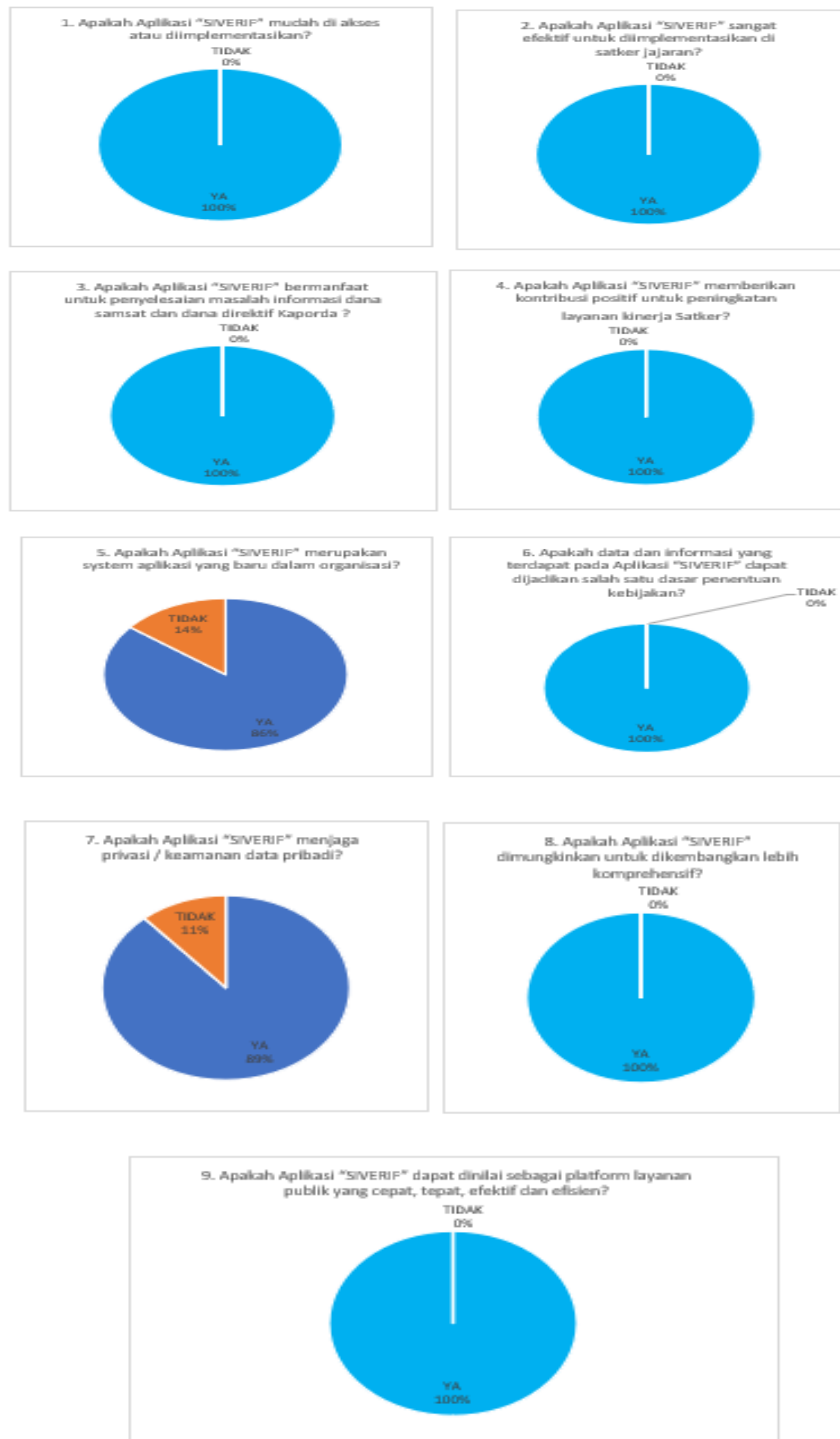 1. Apakah Aplikasi "SIVERIF" mudah di akses
atau diimplementasikan?
TIDAK
0%
YA
100%
2. Apakah Aplikasi "SIVERIF" sangat
efektif untuk diimplementasikan di
satker jajaran?
TIDAK
0%
YA
100%
3. Apakah Aplikasi "SIVERIF" bermanfaat
untuk penyelesaian masalah informasi dana
samsat dan dana direktif Kaporda ?
TIDAK
0%
YA
100%
4. Apakah Aplikasi "SIVERIF" memberikan
kontribusi positif untuk peningkatan
layanan kinerja Satker?
TIDAK
0%
YA
100%
5. Apakah Aplikasi "SIVERIF" merupakan
system aplikasi yang baru dalam organisasi?
TIDAK
14%
YA
86%
6. Apakah data dan informasi yang
terdapat pada Aplikasi "SIVERIF" dapat
dijadikan salah satu dasar penentuan
kebijakan?
TIDAK
0%
YA
100%
7. Apakah Aplikasi "SIVERIF" menjaga
privasi / keamanan data pribadi?
TIDAK
11%
YA
89%
8. Apakah Aplikasi "SIVERIF"
dimungkinkan untuk dikembangkan lebih
komprehensif?
TIDAK
0%
YA
100%
9. Apakah Aplikasi "SIVERIF" dapat dinilai sebagai platform layanan
publik yang cepat, tepat, efektif dan efisien?
TIDAK
0%
YA
100%